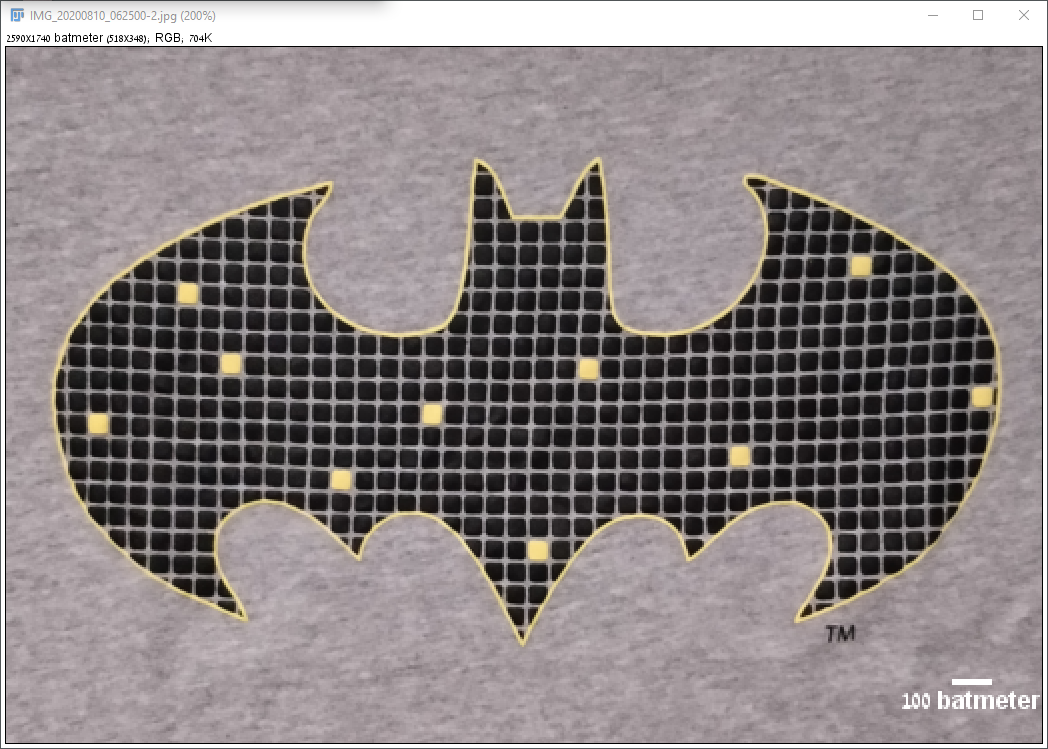 IMG_20200810_062500-2.jpg (200%)
2590x1740 batmeter (518x348); RGB; 704K
TM
100 batmeter